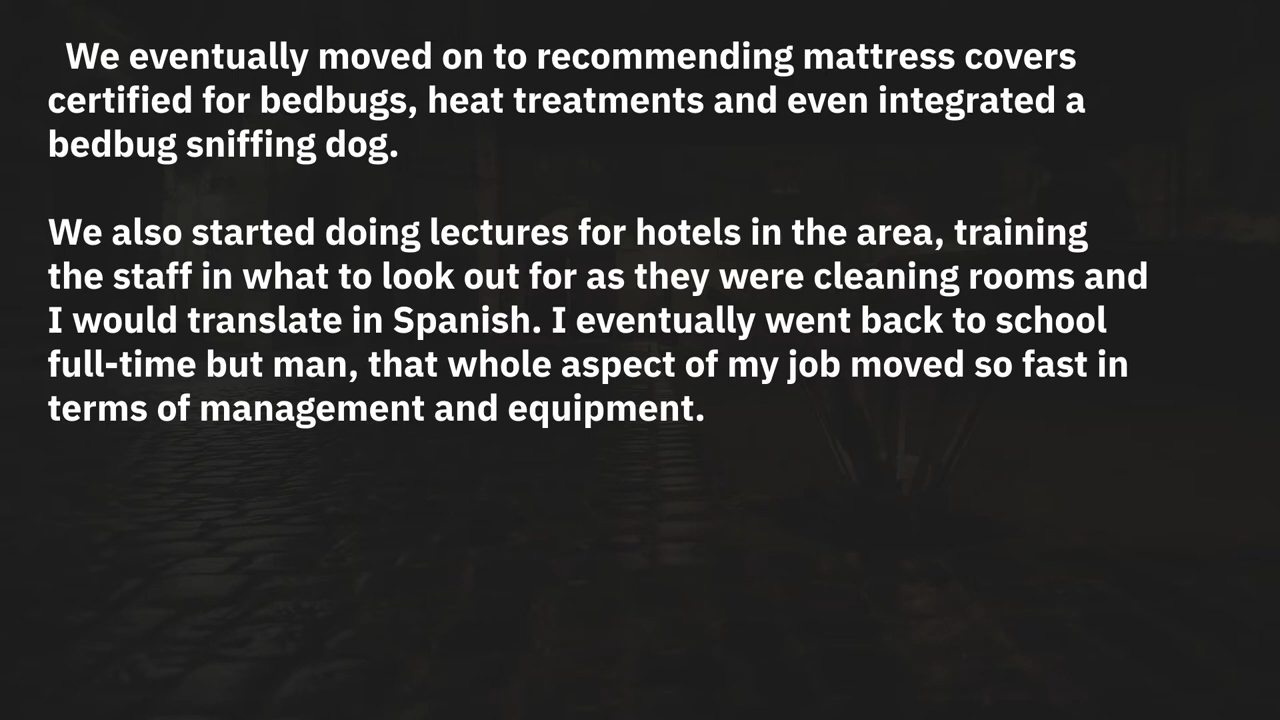 We eventually moved on to recommending mattress covers
certified for bedbugs, heat treatments and even integrated a
bedbug sniffing dog.
We also started doing lectures for hotels in the area, training
the staff in what to look out for as they were cleaning rooms and
I would translate in Spanish. I eventually went back to school
full-time but man, that whole aspect of my job moved so fast in
terms of management and equipment.